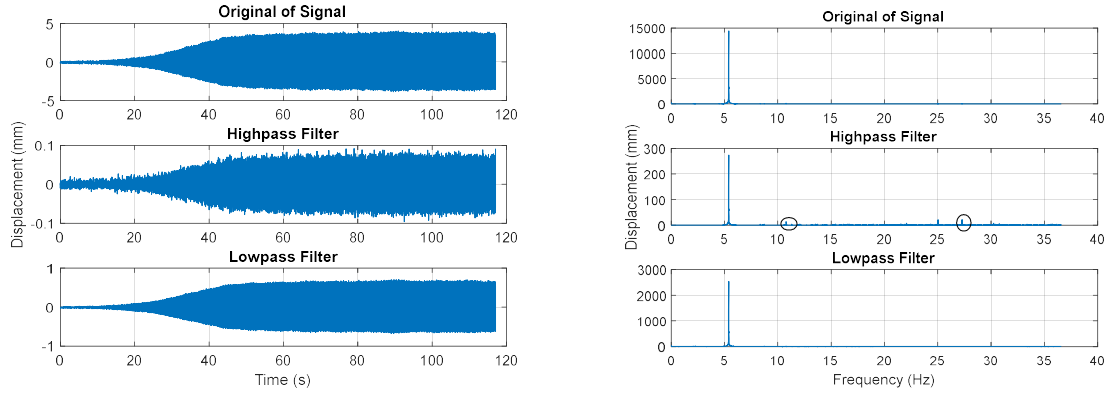 Original of Signal
5
0
-5
0 20 40 60 80 100 120
Highpass Filter
0.1
0
-0.1
0 20 40 60 80 100 120
Displacement (mm)
Lowpass Filter
1
0
-1
0 20 40 60 80 100 120
Time (s)
Original of Signal
15000
10000
5000
0
0 5 10 15 20 25 30 35 40
Highpass Filter
300
200
100
0
0 5 10 15 20 25 30 35 40
Displacement (mm)
Lowpass Filter
3000
2000
1000
0
0 5 10 15 20 25 30 35 40
Frequency (Hz)